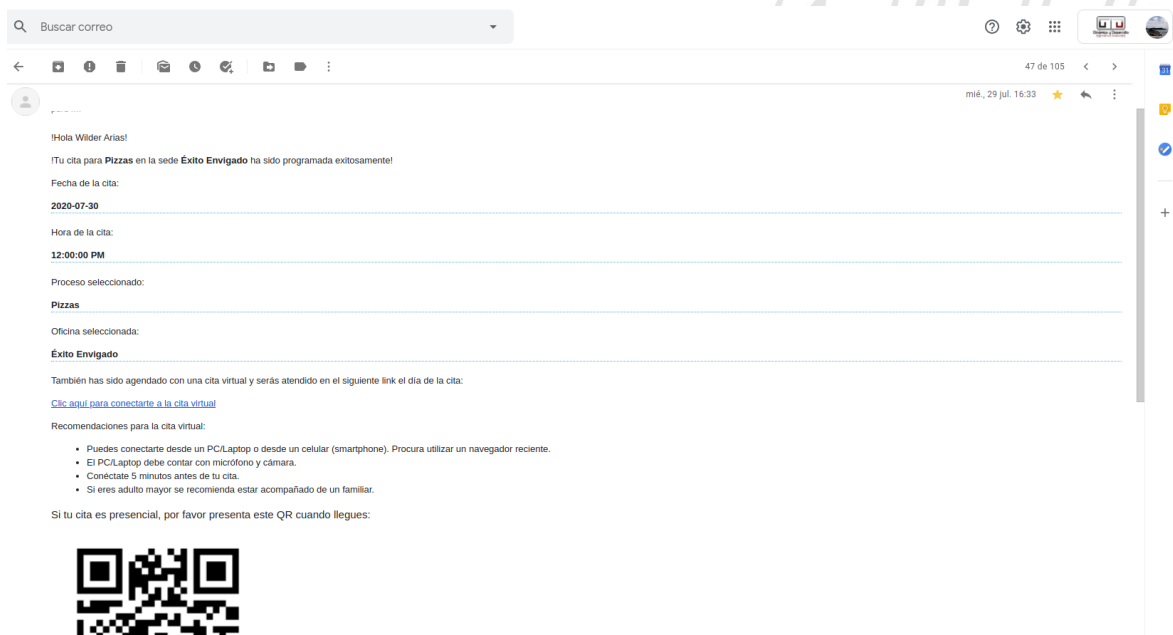 Buscar correo
47 de 105
mié., 29 jul. 16:33
!Hola Wilder Arias!
!Tu cita para Pizzas en la sede Éxito Envigado ha sido programada exitosamente!
Fecha de la cita:
2020-07-30
Hora de la cita:
12:00:00 PM
Proceso seleccionado:
Pizzas
Oficina seleccionada:
Éxito Envigado
También has sido agendado con una cita virtual y serás atendido en el siguiente link el día de la cita:
Clic aquí para conectarte a la cita virtual
Recomendaciones para la cita virtual:
Puedes conectarte desde un PC/Laptop o desde un celular (smartphone). Procura utilizar un navegador reciente.
El PC/Laptop debe contar con micrófono y cámara.
Conéctate 5 minutos antes de tu cita.
Si eres adulto mayor se recomienda estar acompañado de un familiar.
Si tu cita es presencial, por favor presenta este QR cuando llegues: